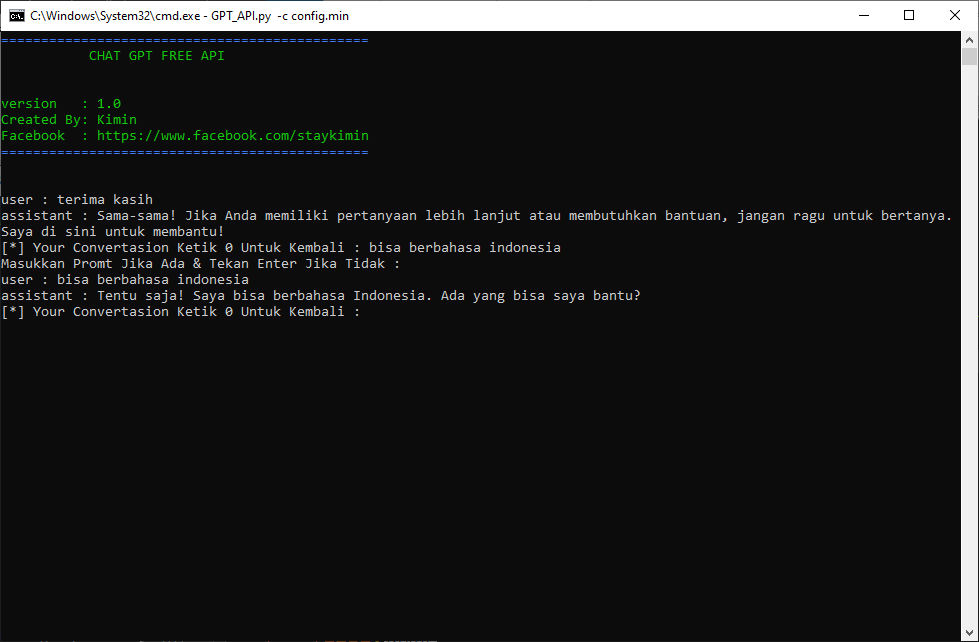 C:\Windows\System32\cmd.exe - GPT_API.py -c config.min
==============================================
CHAT GPT FREE API
version : 1.0
Created By: Kimin
Facebook : https://www.facebook.com/staykimin
==============================================
user : terima kasih
assistant : Sama-sama! Jika Anda memiliki pertanyaan lebih lanjut atau membutuhkan bantuan, jangan ragu untuk bertanya.
Saya di sini untuk membantu!
[*] Your Convertasion Ketik 0 Untuk Kembali : bisa berbahasa indonesia
Masukkan Promt Jika Ada & Tekan Enter Jika Tidak :
user : bisa berbahasa indonesia
assistant : Tentu saja! Saya bisa berbahasa Indonesia. Ada yang bisa saya bantu?
[*] Your Convertasion Ketik 0 Untuk Kembali :